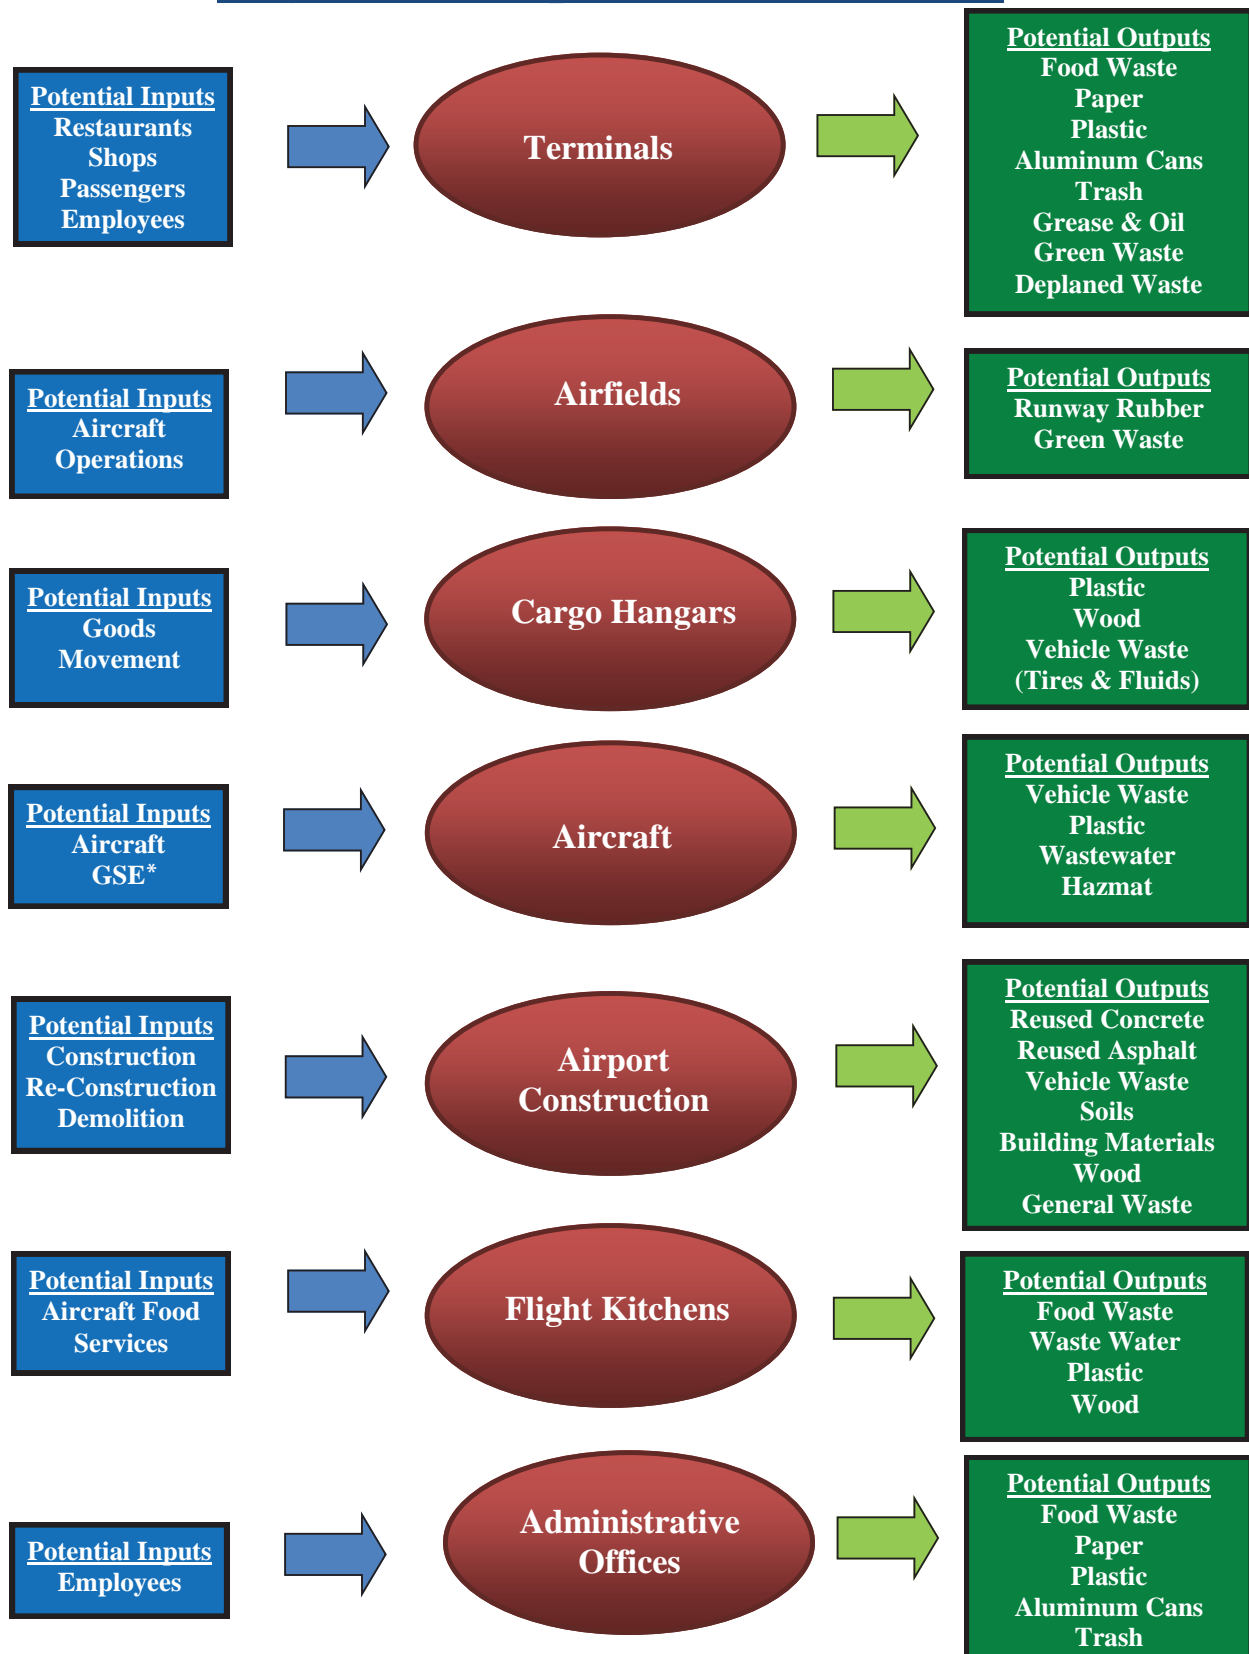 Potential Inputs
Restaurants
Shops
Passengers
Employees
Terminals
Potential Outputs
Food Waste
Paper
Plastic
Aluminum Cans
Trash
Grease & Oil
Green Waste
Deplaned Waste
Potential Inputs
Aircraft
Operations
Airfields
Potential Outputs
Runway Rubber
Green Waste
Potential Inputs
Goods
Movement
Cargo Hangars
Potential Outputs
Plastic
Wood
Vehicle Waste
(Tires & Fluids)
Potential Inputs
Aircraft
GSE*
Aircraft
Potential Outputs
Vehicle Waste
Plastic
Wastewater
Hazmat
Potential Inputs
Construction
Re-Construction
Demolition
Airport
Construction
Potential Outputs
Reused Concrete
Reused Asphalt
Vehicle Waste
Soils
Building Materials
Wood
General Waste
Potential Inputs
Aircraft Food
Services
Flight Kitchens
Potential Outputs
Food Waste
Waste Water
Plastic
Wood
Potential Inputs
Employees
Administrative
Offices
Potential Outputs
Food Waste
Paper
Plastic
Aluminum Cans
Trash